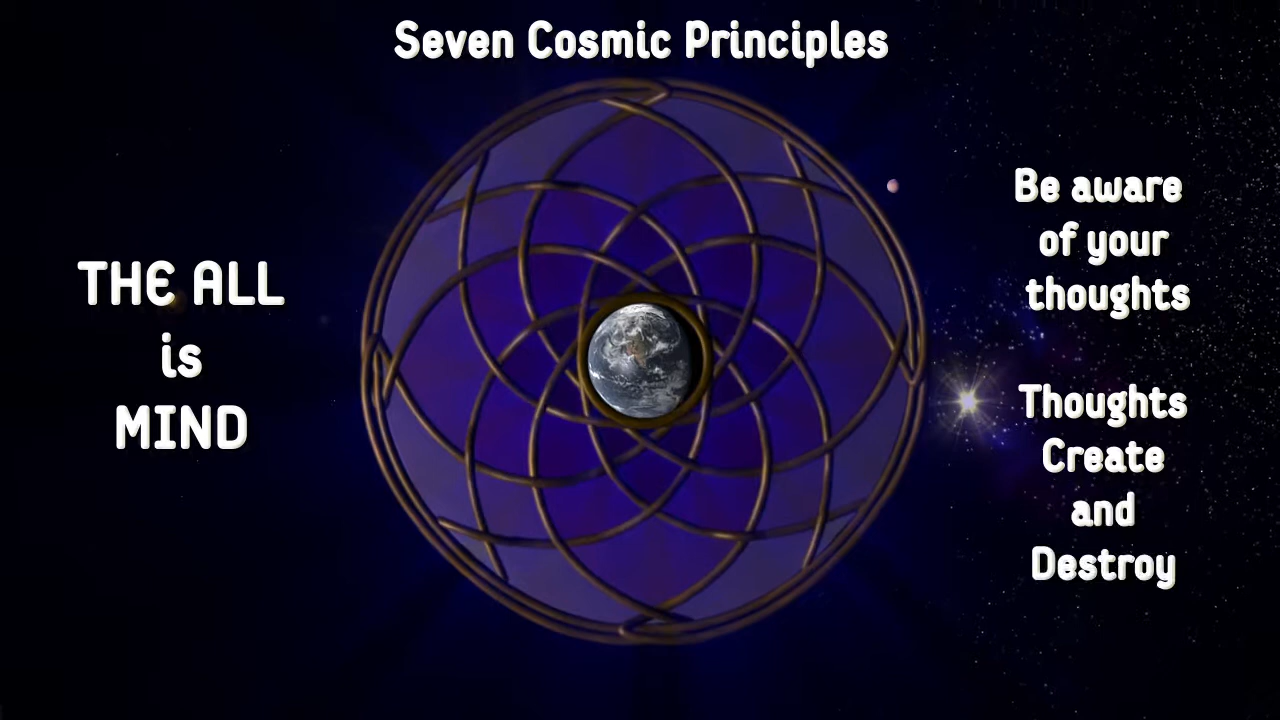 Seven Cosmic Principles
THE ALL
is
MIND
Be aware
of your
thoughts
Thoughts
Create
and
Destroy